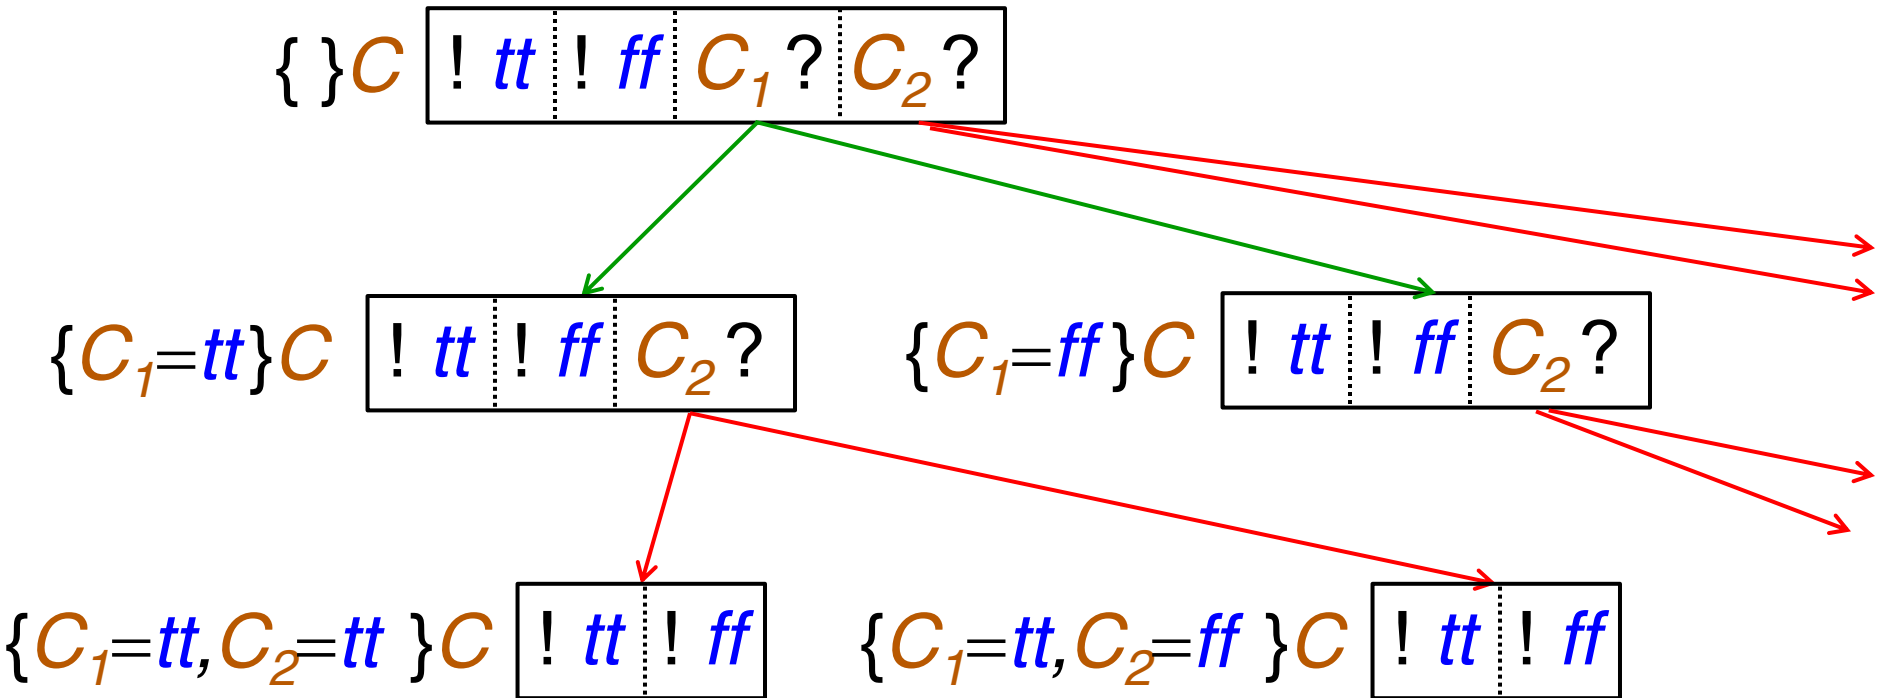 { }C ! tt ! ff C₁ ? C₂ ?
{C₁=tt}C ! tt ! ff C₂ ? {C₁=ff }C ! tt ! ff C₂ ?
{C₁=tt,C₂=tt }C ! tt ! ff {C₁=tt,C₂=ff }C ! tt ! ff